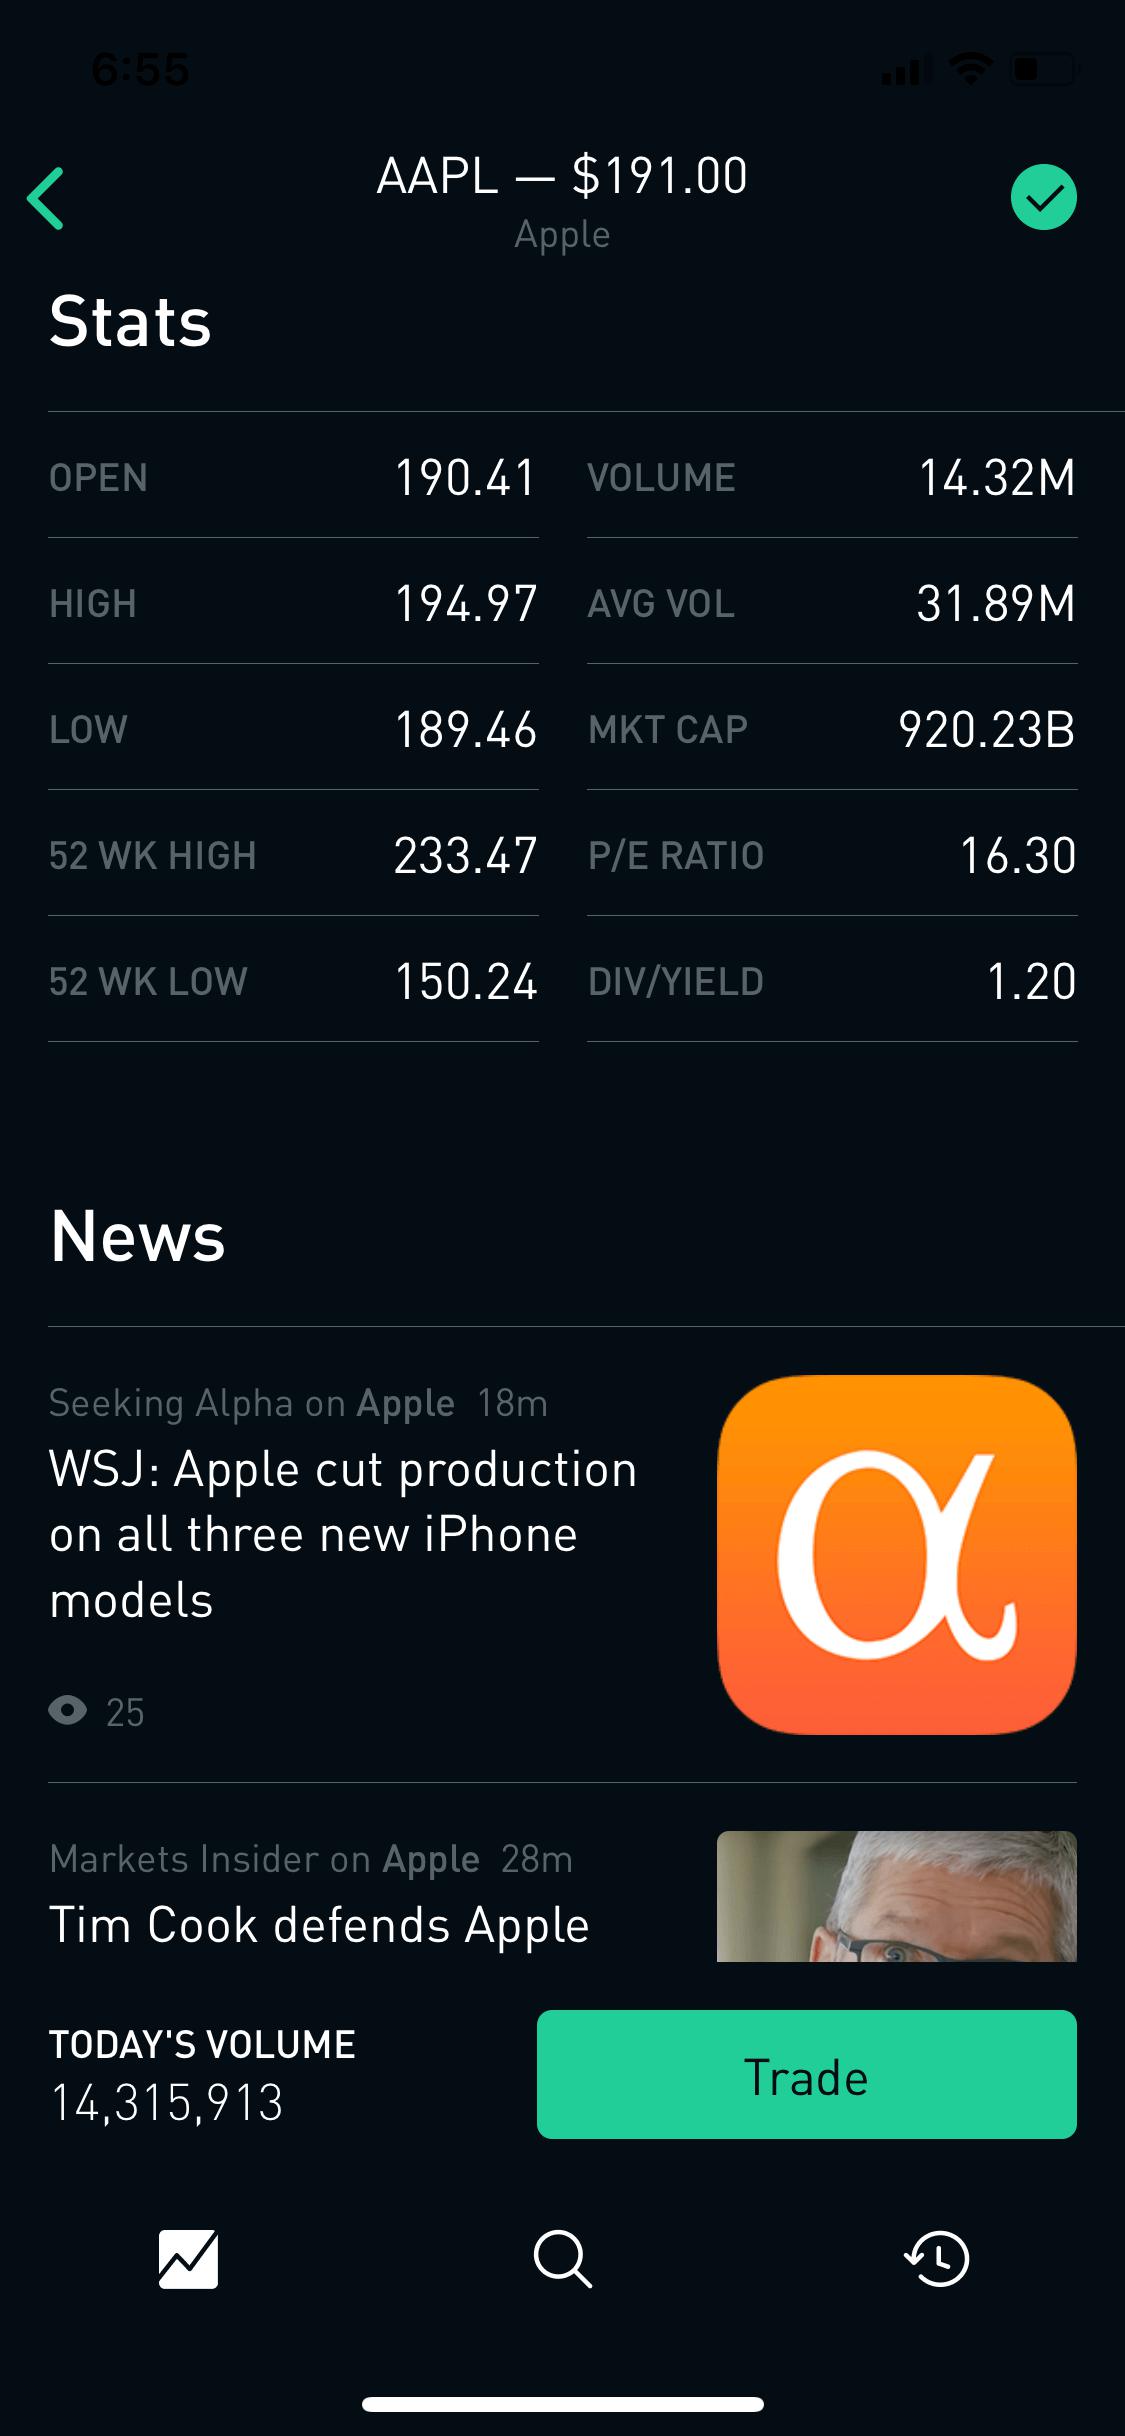 6:55
AAPL — $191.00
Apple
Stats
OPEN 190.41 VOLUME 14.32M
HIGH 194.97 AVG VOL 31.89M
LOW 189.46 MKT CAP 920.23B
52 WK HIGH 233.47 P/E RATIO 16.30
52 WK LOW 150.24 DIV/YIELD 1.20
News
Seeking Alpha on Apple 18m
WSJ: Apple cut production
on all three new iPhone
models
α
25
Markets Insider on Apple 28m
Tim Cook defends Apple
TODAY'S VOLUME
14,315,913
Trade